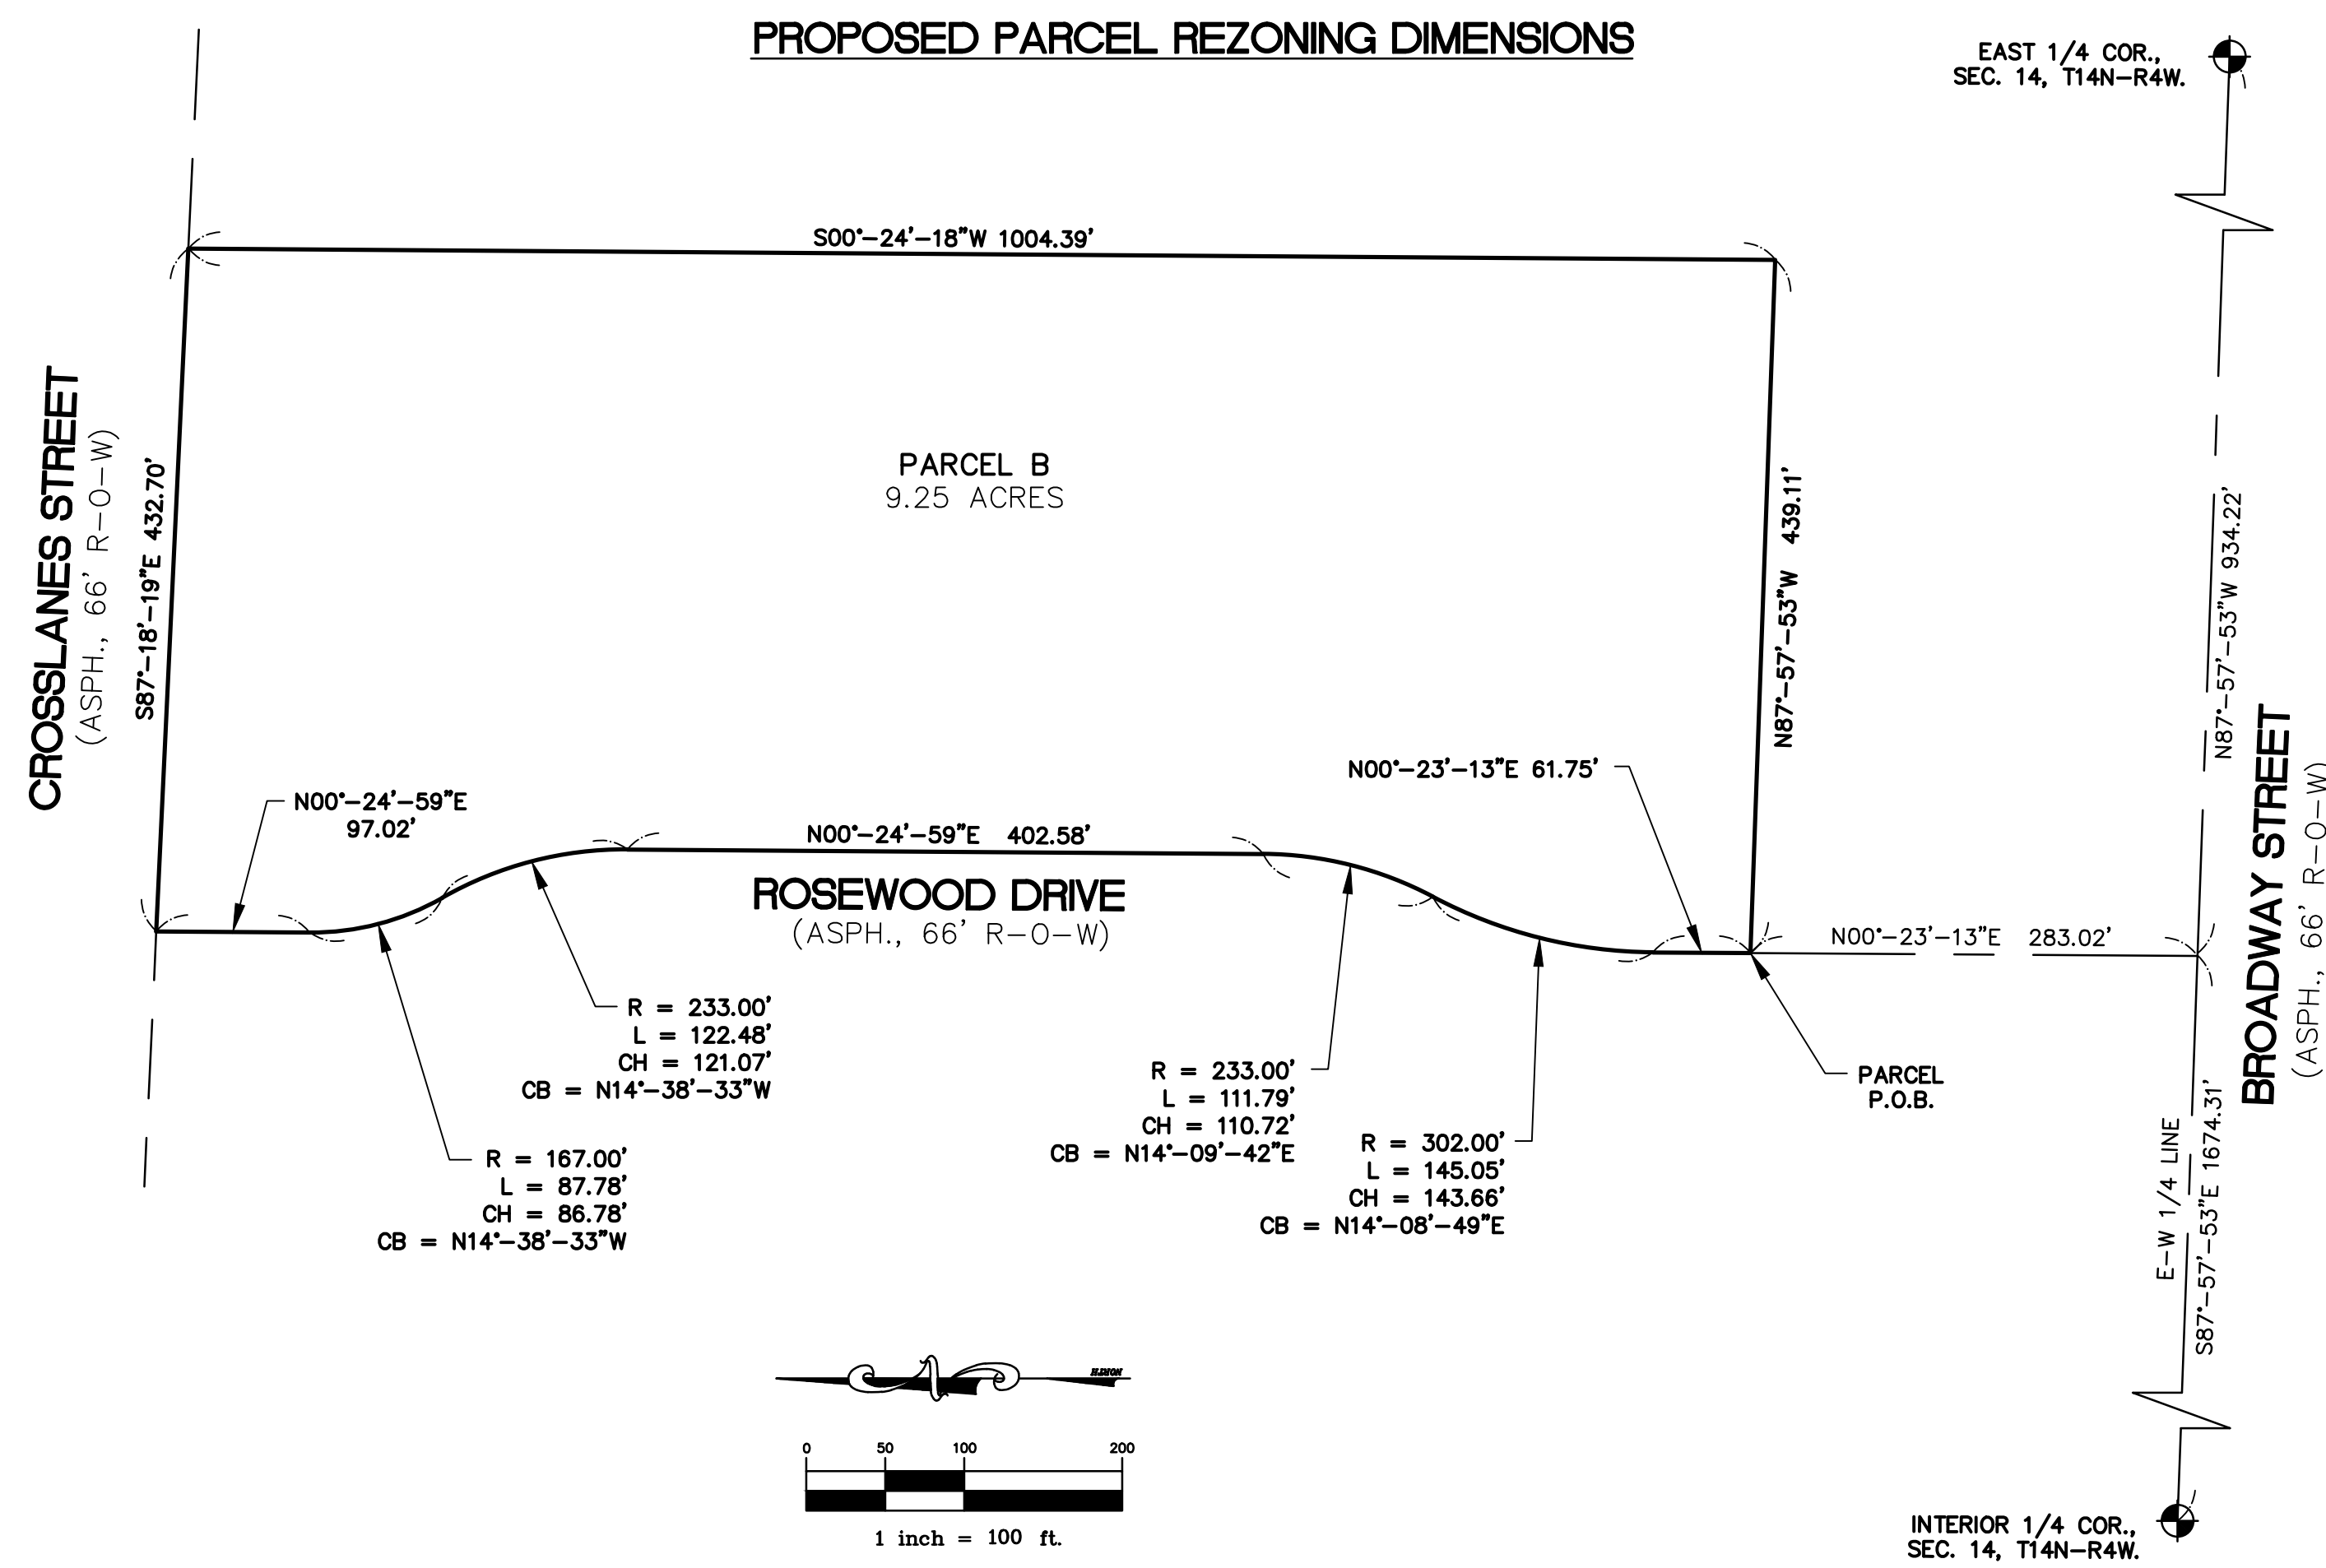 PROPOSED PARCEL REZONING DIMENSIONS
EAST 1/4 COR.,
SEC. 14, T14N-R4W.
S00°-24'-18"W 1004.39'
CROSSLANES STREET
(ASPH., 66' R-O-W)
S87°-18'-19"E 432.70'
PARCEL B
9.25 ACRES
N87°-57'-53"W 439.11'
N87°-57'-53"W 934.22'
BROADWAY STREET
(ASPH., 66' R-O-W)
N00°-23'-13"E 61.75'
N00°-24'-59"E
97.02'
N00°-24'-59"E 402.58'
ROSEWOOD DRIVE
(ASPH., 66' R-O-W)
N00°-23'-13"E 283.02'
R = 233.00'
L = 122.48'
CH = 121.07'
CB = N14°-38'-33"W
R = 167.00'
L = 87.78'
CH = 86.78'
CB = N14°-38'-33"W
R = 233.00'
L = 111.79'
CH = 110.72'
CB = N14°-09'-42"E
R = 302.00'
L = 145.05'
CH = 143.66'
CB = N14°-08'-49"E
PARCEL
P.O.B.
E-W 1/4 LINE
S87°-57'-53"E 1674.31'
NORTH
0 50 100 200
1 inch = 100 ft.
INTERIOR 1/4 COR.,
SEC. 14, T14N-R4W.